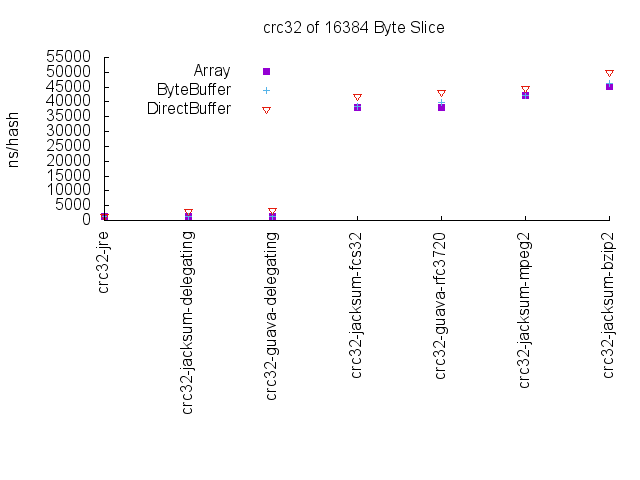 crc32 of 16384 Byte Slice
ns/hash
55000
50000
45000
40000
35000
30000
25000
20000
15000
10000
5000
0
Array
ByteBuffer
DirectBuffer
crc32-jre
crc32-jacksum-delegating
crc32-guava-delegating
crc32-jacksum-fcs32
crc32-guava-rfc3720
crc32-jacksum-mpeg2
crc32-jacksum-bzip2